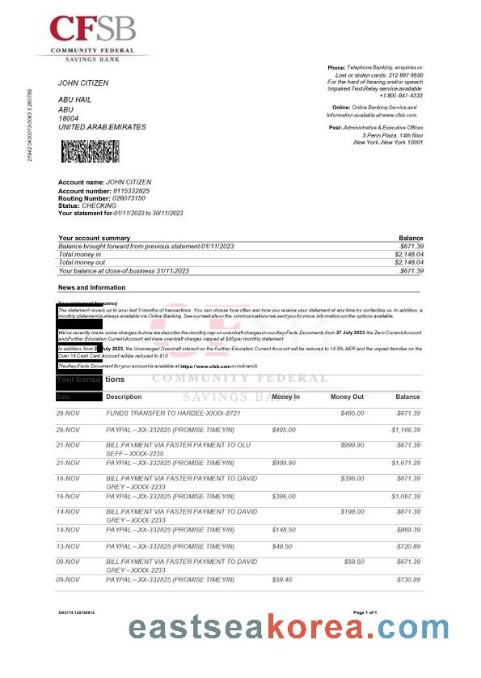 CFSB
COMMUNITY FEDERAL
SAVINGS BANK
JOHN CITIZEN
ABU HAIL
ABU
18004
UNITED ARAB EMIRATES
Phone: Telephone Banking, enquiries or
Lost or stolen cards: 212 897 9680
For the hard of hearing and/or speech
Impaired Text Relay service available
Online: Online Banking Service and
Information available at www.cfsb.com
Post: Administrative & Executive Offices
5 Penn Plaza, 14th floor
New York, New York 10001
Account name: JOHN CITIZEN
Account number: 8115332825
Routing Number: 026073150
Status: CHECKING
Your statement for 01/11/2023 to 30/11/2023
Your account summary Balance
Balance brought forward from previous statement 01/11/2023 $671.39
Total money in $2,148.04
Total money out $2,148.04
Your balance at close of business 31.11.2023 $671.39
News and Information
The statement covers up to your last 3 months of transactions. You can choose how often and how you receive your statement at any time by contacting us. In addition, a
monthly statement is always available via Online Banking. See our website on the communications we sent you for more information on the options available.
We've recently made some changes to how we describe the monthly cap on overdraft charges in our Key Facts Documents from 27 July 2023 the Zero Current Account
and Further Education Current Account will have overdraft charges capped at $95 per monthly statement
In addition, from July 2023, the Unarranged Overdraft interest on the Further Education Current Account will be reduced to 18.9% AER and the unpaid items fee on the
Over 18 Cash Card Account will be reduced to $10
The Key Facts Document for your account is available at https://www.cfsb.com or in branch
COMMUNITY FEDERAL
SAVINGS
Your transactions
Date Description Money In Money Out Balance
28-NOV FUNDS TRANSFER TO HARDEE-XXXX-8721 $495.00 $671.39
28-NOV PAYPAL – XX-332825 (PROMISE TIMEYIN) $495.00 $1,166.39
21-NOV BILL PAYMENT VIA FASTER PAYMENT TO OLU $999.90 $671.39
SEFF – XXXX-2235
21-NOV PAYPAL – XX-332825 (PROMISE TIMEYIN) $999.90 $1,671.29
16-NOV BILL PAYMENT VIA FASTER PAYMENT TO DAVID $396.00 $671.39
GREY – XXXX-2233
16-NOV PAYPAL – XX-332825 (PROMISE TIMEYIN) $396.00 $1,067.39
14-NOV BILL PAYMENT VIA FASTER PAYMENT TO DAVID $198.00 $671.39
GREY – XXXX-2233
14-NOV PAYPAL – XX-332825 (PROMISE TIMEYIN) $148.50 $869.39
13-NOV PAYPAL – XX-332825 (PROMISE TIMEYIN) $49.50 $720.89
09-NOV BILL PAYMENT VIA FASTER PAYMENT TO DAVID $59.50 $671.39
GREY – XXXX-2233
09-NOV PAYPAL – XX-332825 (PROMISE TIMEYIN) $59.40 $730.89
Page 1 of 1
eastseakorea.com